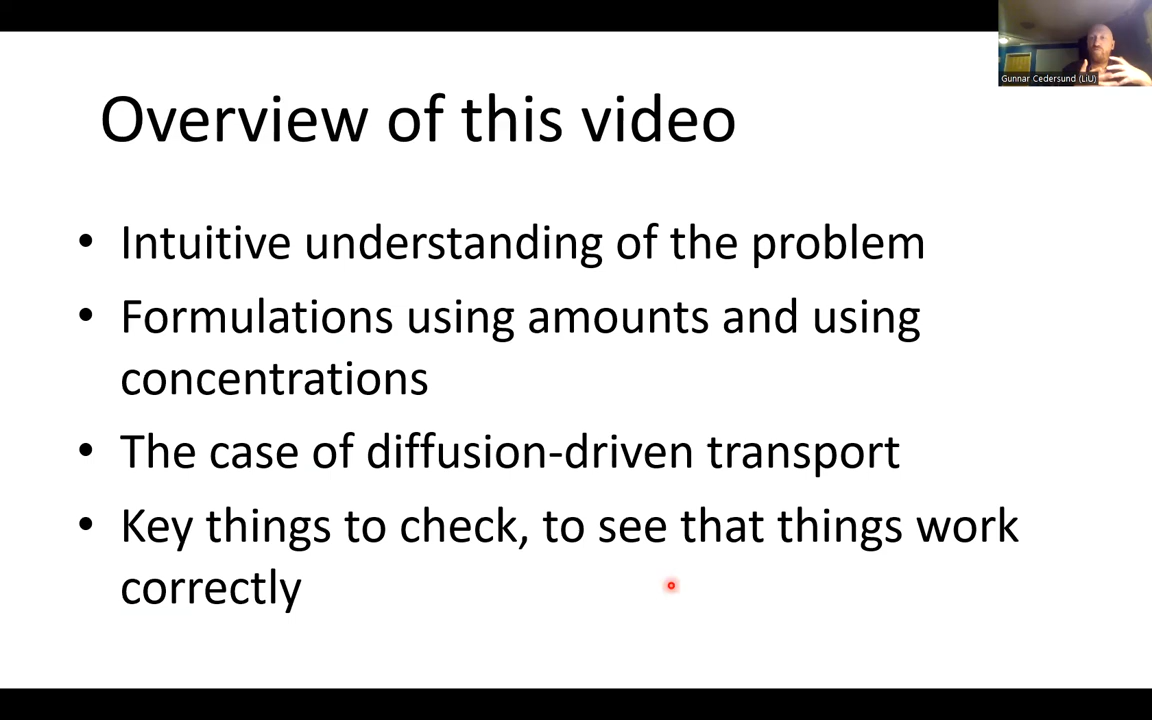 Gunnar Cedersund (LiU)
Overview of this video
• Intuitive understanding of the problem
• Formulations using amounts and using
concentrations
• The case of diffusion-driven transport
• Key things to check, to see that things work
correctly